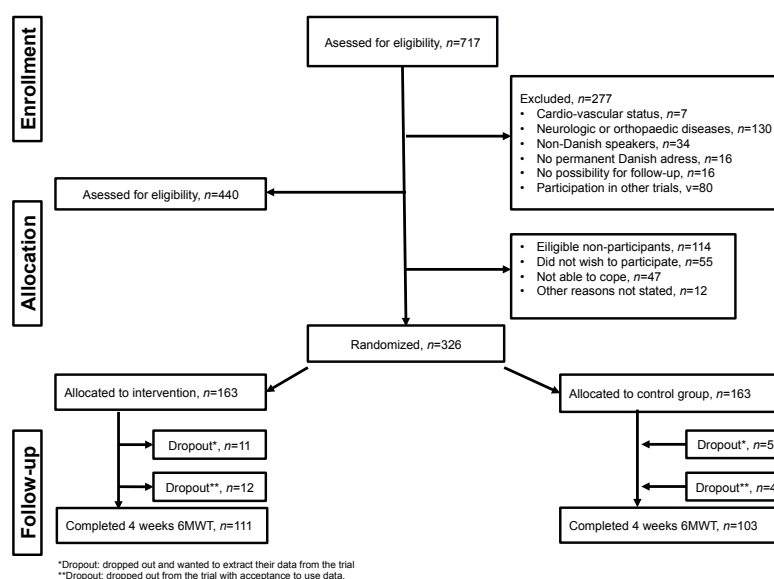 Enrollment
Asessed for eligibility, n=717
Excluded, n=277
• Cardio-vascular status, n=7
• Neurologic or orthopaedic diseases, n=130
• Non-Danish speakers, n=34
• No permanent Danish adress, n=16
• No possibility for follow-up, n=16
• Participation in other trials, v=80
Asessed for eligibility, n=440
Allocation
• Eiligible non-participants, n=114
• Did not wish to participate, n=55
• Not able to cope, n=47
• Other reasons not stated, n=12
Randomized, n=326
Allocated to intervention, n=163
Allocated to control group, n=163
Follow-up
Dropout*, n=11
Dropout*, n=5
Dropout**, n=12
Dropout**, n=4
Completed 4 weeks 6MWT, n=111
Completed 4 weeks 6MWT, n=103
*Dropout: dropped out and wanted to extract their data from the trial
**Dropout: dropped out from the trial with acceptance to use data.